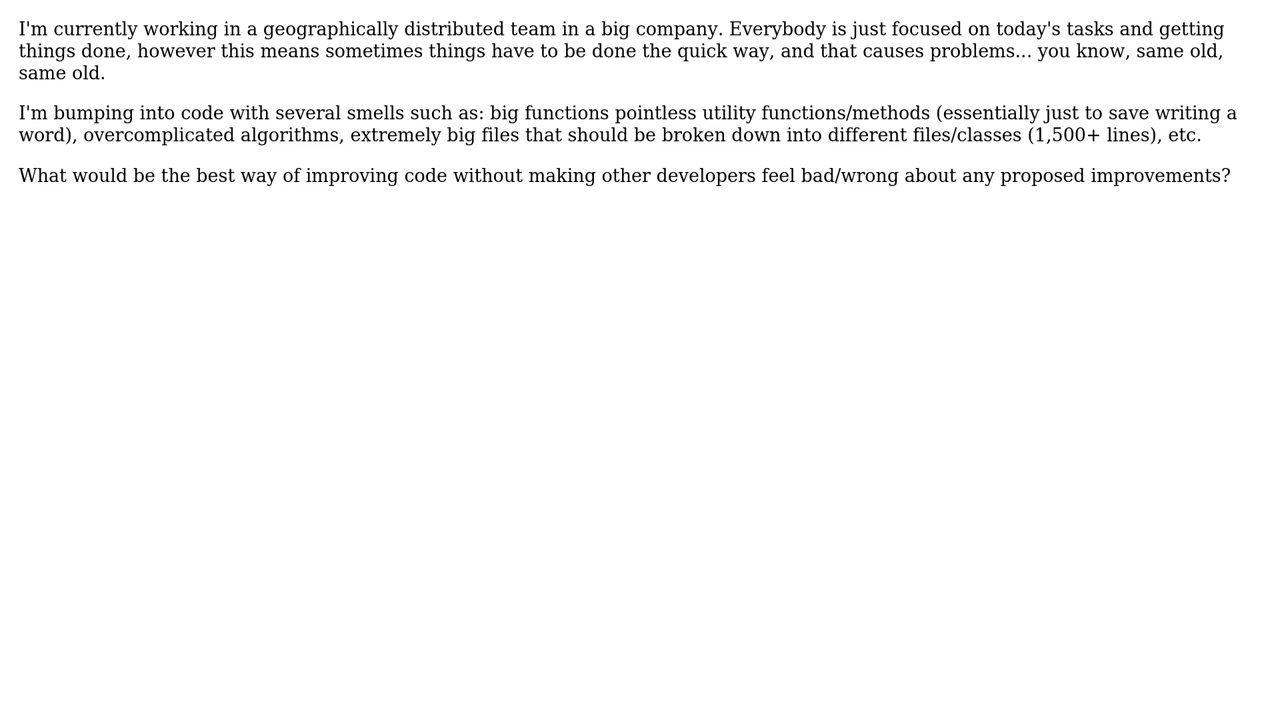 I'm currently working in a geographically distributed team in a big company. Everybody is just focused on today's tasks and getting
things done, however this means sometimes things have to be done the quick way, and that causes problems... you know, same old,
same old.
I'm bumping into code with several smells such as: big functions pointless utility functions/methods (essentially just to save writing a
word), overcomplicated algorithms, extremely big files that should be broken down into different files/classes (1,500+ lines), etc.
What would be the best way of improving code without making other developers feel bad/wrong about any proposed improvements?